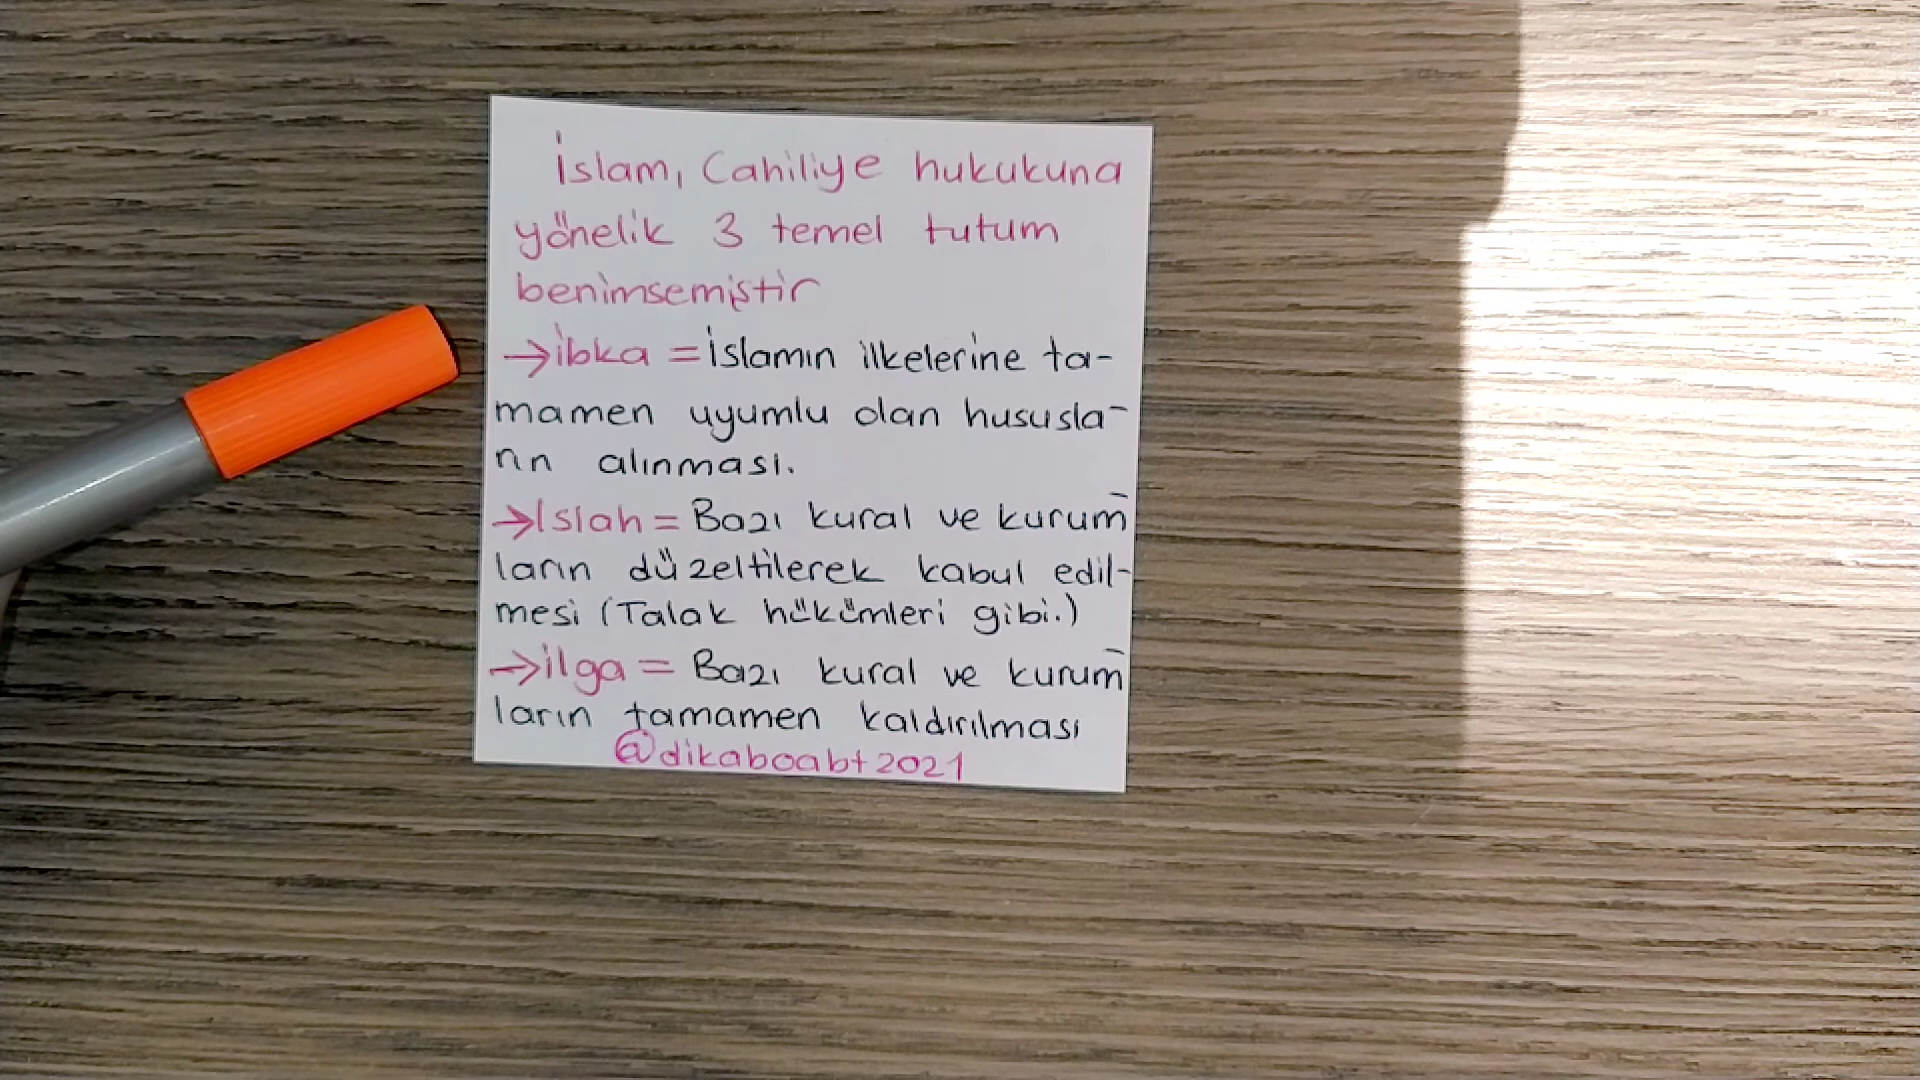 İslam, Cahiliye hukukuna
yönelik 3 temel tutum
benimsemiştir
→ibka = İslamın ilkelerine ta-
mamen uyumlu olan hususla-
rın alınması.
→Islah = Bazı kural ve kurum-
ların düzeltilerek kabul edil-
mesi (Talak hükümleri gibi.)
→ilga = Bazı kural ve kurum-
ların tamamen kaldırılması
@dikaboabt2021